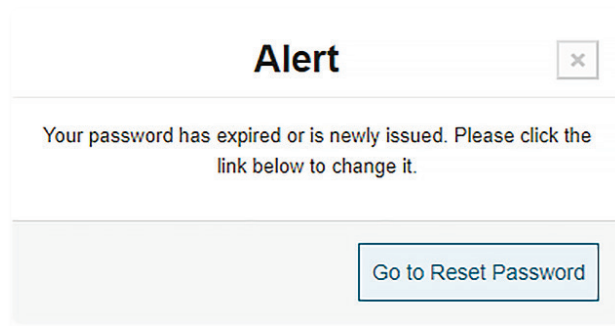 Alert
Your password has expired or is newly issued. Please click the
link below to change it.
Go to Reset Password